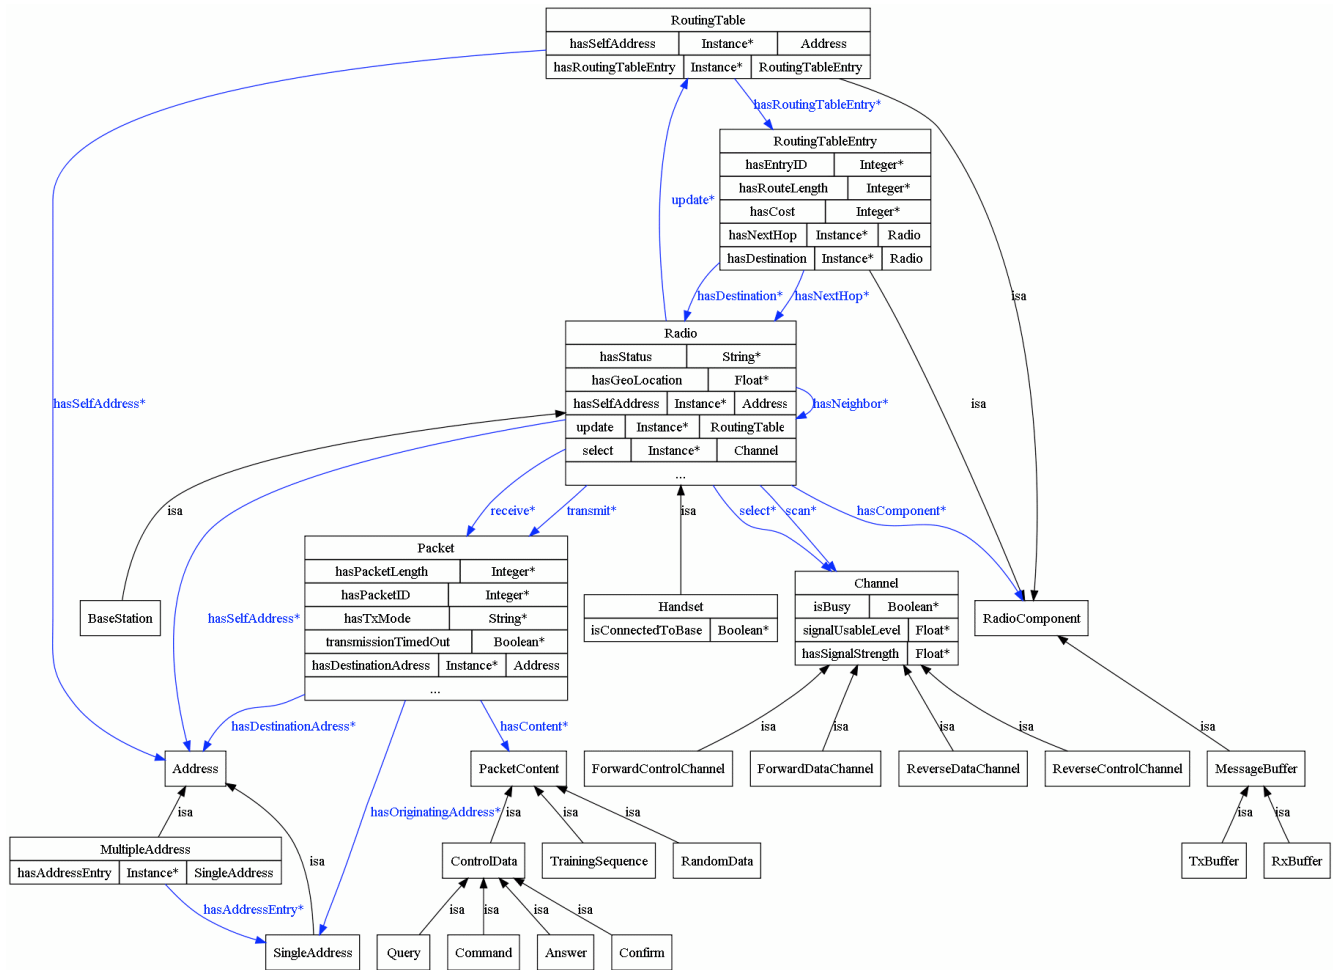 RoutingTable
hasSelfAddress Instance* Address
hasRoutingTableEntry Instance* RoutingTableEntry
hasRoutingTableEntry*
RoutingTableEntry
hasEntryID Integer*
hasRouteLength Integer*
hasCost Integer*
hasNextHop Instance* Radio
hasDestination Instance* Radio
update*
hasDestination*
hasNextHop*
isa
Radio
hasStatus String*
hasGeoLocation Float*
hasSelfAddress Instance* Address
update Instance* RoutingTable
select Instance* Channel
...
hasNeighbor*
hasSelfAddress*
isa
isa
receive*
transmit*
isa
select*
scan*
hasComponent*
Packet
hasPacketLength Integer*
hasPacketID Integer*
hasTxMode String*
transmissionTimedOut Boolean*
hasDestinationAdress Instance* Address
...
BaseStation
hasSelfAddress*
Handset
isConnectedToBase Boolean*
Channel
isBusy Boolean*
signalUsableLevel Float*
hasSignalStrength Float*
RadioComponent
hasDestinationAdress*
hasContent*
isa
isa
isa
isa
isa
Address
PacketContent
ForwardControlChannel
ForwardDataChannel
ReverseDataChannel
ReverseControlChannel
MessageBuffer
isa
hasOriginatingAddress*
isa
isa
isa
isa
isa
MultipleAddress
hasAddressEntry Instance* SingleAddress
isa
ControlData
TrainingSequence
RandomData
TxBuffer
RxBuffer
hasAddressEntry*
isa
isa
isa
isa
SingleAddress
Query
Command
Answer
Confirm